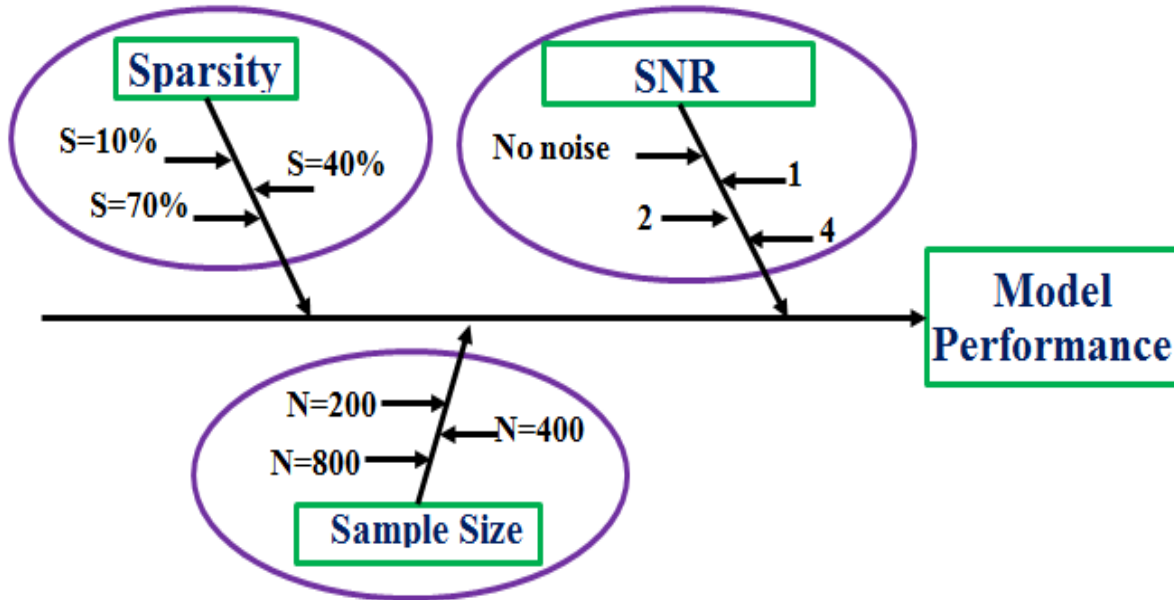 Sparsity
S=10%
S=40%
S=70%
SNR
No noise
1
2
4
Model
Performance
N=200
N=400
N=800
Sample Size